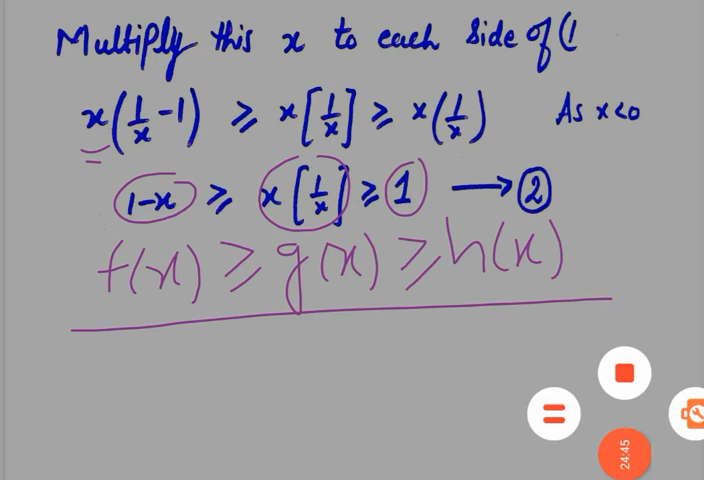 Multiply this x to each side of (1
x(1/x - 1) ≥ x[1/x] ≥ x(1/x) As x<0
1-x ≥ x[1/x] ≥ 1 → ②
f(x) ≥ g(x) ≥ h(x)
24:45